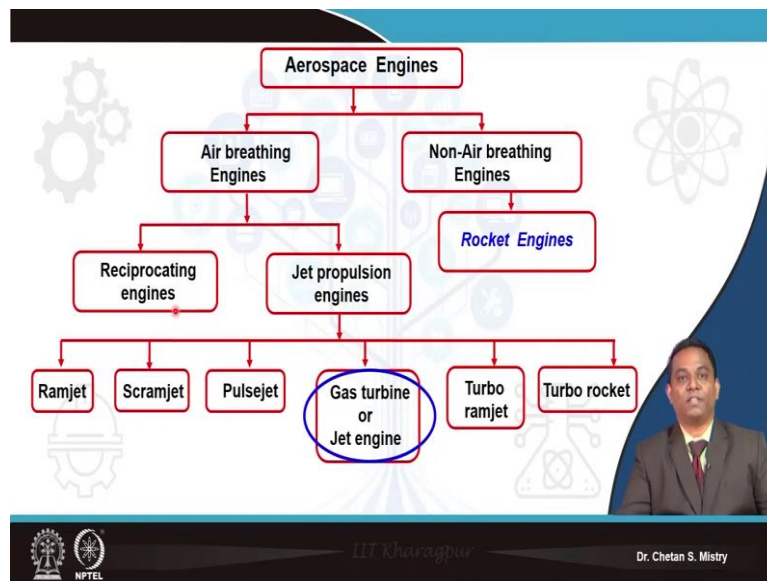 Aerospace Engines
Air breathing
Engines
Non-Air breathing
Engines
Rocket Engines
Reciprocating
engines
Jet propulsion
engines
Ramjet
Scramjet
Pulsejet
Gas turbine
or
Jet engine
Turbo
ramjet
Turbo rocket
IIT Kharagpur
NPTEL
Dr. Chetan S. Mistry